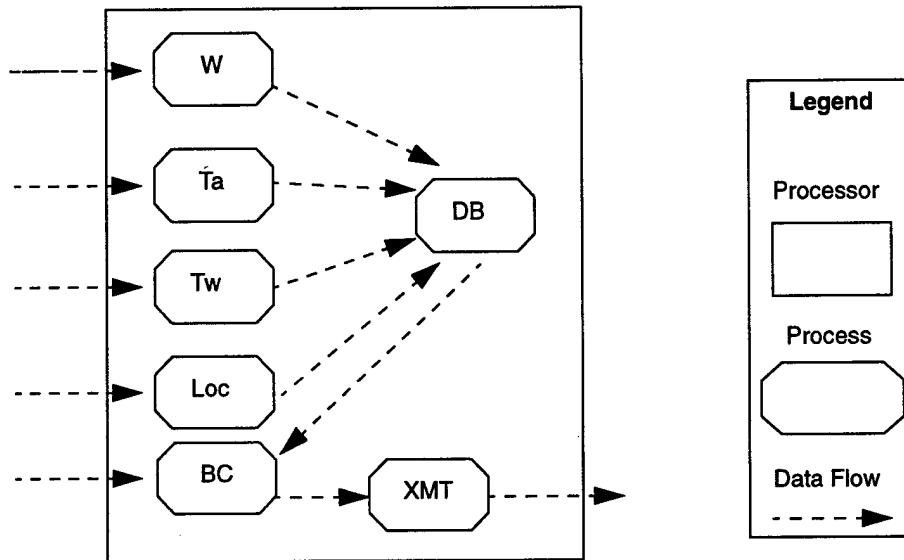 W
Ta
DB
Tw
Loc
BC
XMT
Legend
Processor
Process
Data Flow